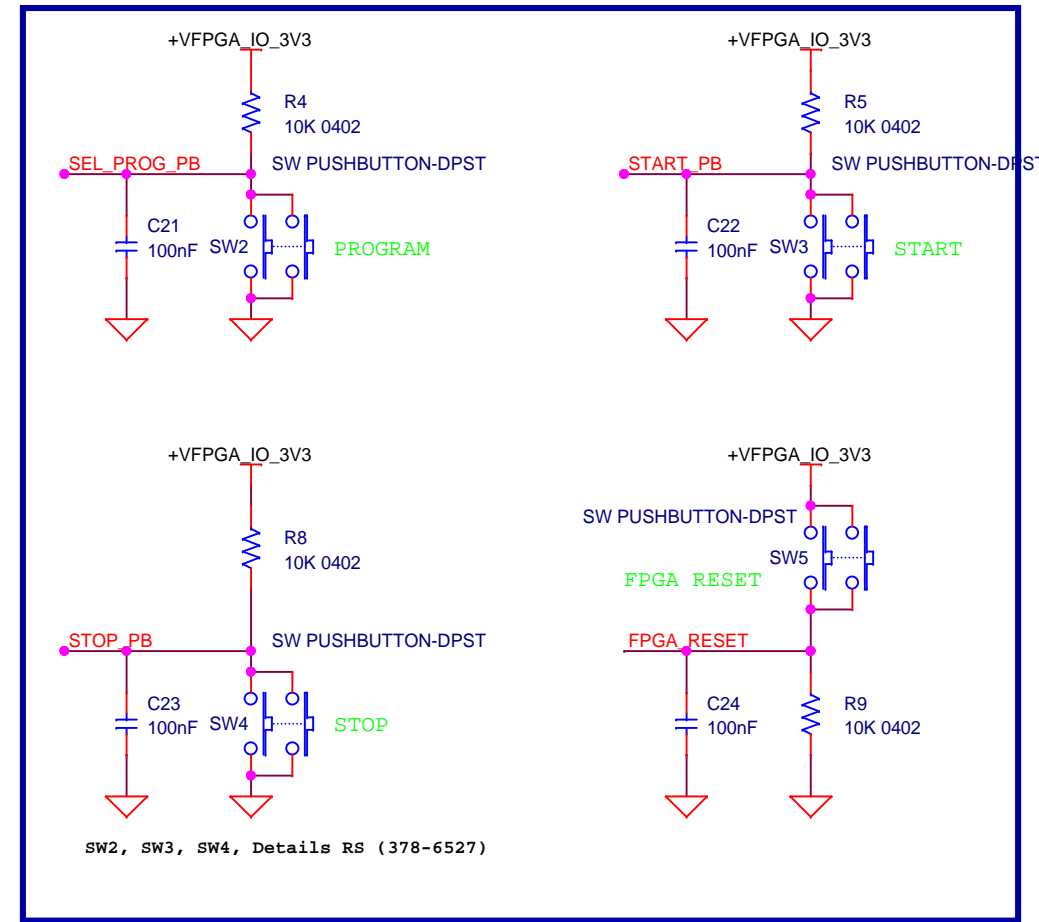 +VFPGA_IO_3V3
R4
10K 0402
SEL_PROG_PB
SW PUSHBUTTON-DPST
C21
100nF
SW2
PROGRAM
+VFPGA_IO_3V3
R5
10K 0402
START_PB
SW PUSHBUTTON-DPST
C22
100nF
SW3
START
+VFPGA_IO_3V3
R8
10K 0402
STOP_PB
SW PUSHBUTTON-DPST
C23
100nF
SW4
STOP
+VFPGA_IO_3V3
SW PUSHBUTTON-DPST
SW5
FPGA RESET
FPGA_RESET
C24
100nF
R9
10K 0402
SW2, SW3, SW4, Details RS (378-6527)